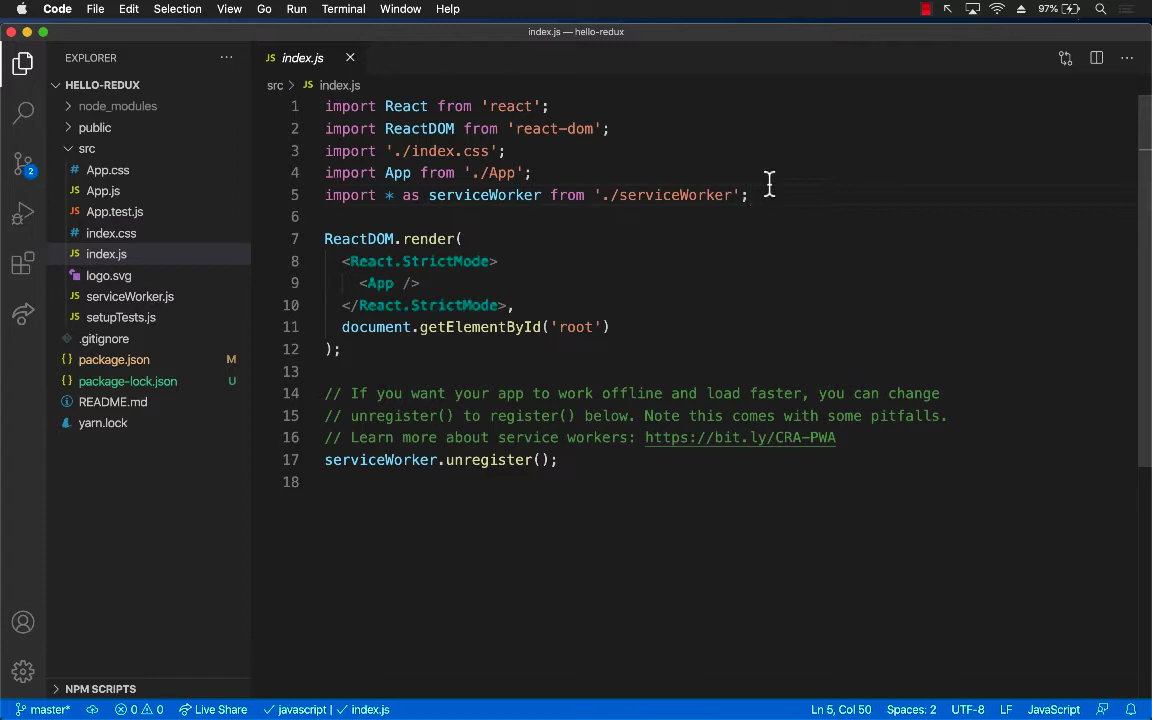 Code File Edit Selection View Go Run Terminal Window Help 97%
index.js — hello-redux
EXPLORER ···
JS index.js
HELLO-REDUX
src > JS index.js
node_modules
public
src
# App.css
JS App.js
JS App.test.js
# index.css
JS index.js
logo.svg
JS serviceWorker.js
JS setupTests.js
.gitignore
{} package.json M
{} package-lock.json U
README.md
yarn.lock
2
1 import React from 'react';
2 import ReactDOM from 'react-dom';
3 import './index.css';
4 import App from './App';
5 import * as serviceWorker from './serviceWorker';
6
7 ReactDOM.render(
8 <React.StrictMode>
9 <App />
10 </React.StrictMode>,
11 document.getElementById('root')
12 );
13
14 // If you want your app to work offline and load faster, you can change
15 // unregister() to register() below. Note this comes with some pitfalls.
16 // Learn more about service workers: https://bit.ly/CRA-PWA
17 serviceWorker.unregister();
18
NPM SCRIPTS
master* 0 0 Live Share javascript | index.js Ln 5, Col 50 Spaces: 2 UTF-8 LF JavaScript